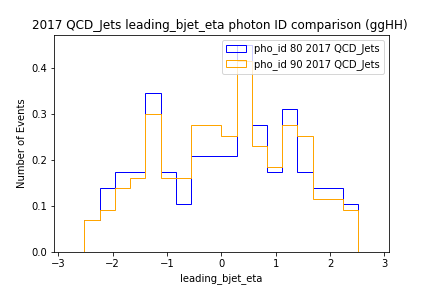 2017 QCD_Jets leading_bjet_eta photon ID comparison (ggHH)
pho_id 80 2017 QCD_Jets
pho_id 90 2017 QCD_Jets
Number of Events
0.4
0.3
0.2
0.1
0.0
−3 −2 −1 0 1 2 3
leading_bjet_eta